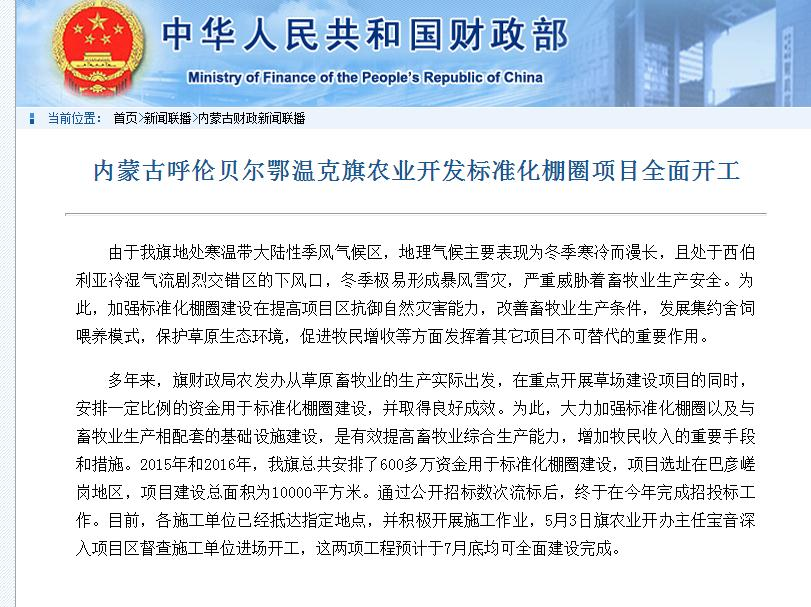 中华人民共和国财政部
Ministry of Finance of the People's Republic of China
当前位置： 首页>新闻联播>内蒙古财政新闻联播
内蒙古呼伦贝尔鄂温克旗农业开发标准化棚圈项目全面开工
由于我旗地处寒温带大陆性季风气候区，地理气候主要表现为冬季寒冷而漫长，且处于西伯
利亚冷湿气流剧烈交错区的下风口，冬季极易形成暴风雪灾，严重威胁着畜牧业生产安全。为
此，加强标准化棚圈建设在提高项目区抗御自然灾害能力，改善畜牧业生产条件，发展集约舍饲
喂养模式，保护草原生态环境，促进牧民增收等方面发挥着其它项目不可替代的重要作用。
多年来，旗财政局农发办从草原畜牧业的生产实际出发，在重点开展草场建设项目的同时，
安排一定比例的资金用于标准化棚圈建设，并取得良好成效。为此，大力加强标准化棚圈以及与
畜牧业生产相配套的基础设施建设，是有效提高畜牧业综合生产能力，增加牧民收入的重要手段
和措施。2015年和2016年，我旗总共安排了600多万资金用于标准化棚圈建设，项目选址在巴彦嵯
岗地区，项目建设总面积为10000平方米。通过公开招标数次流标后，终于在今年完成招投标工
作。目前，各施工单位已经抵达指定地点，并积极开展施工作业，5月3日旗农业开办主任宝音深
入项目区督查施工单位进场开工，这两项工程预计于7月底均可全面建设完成。